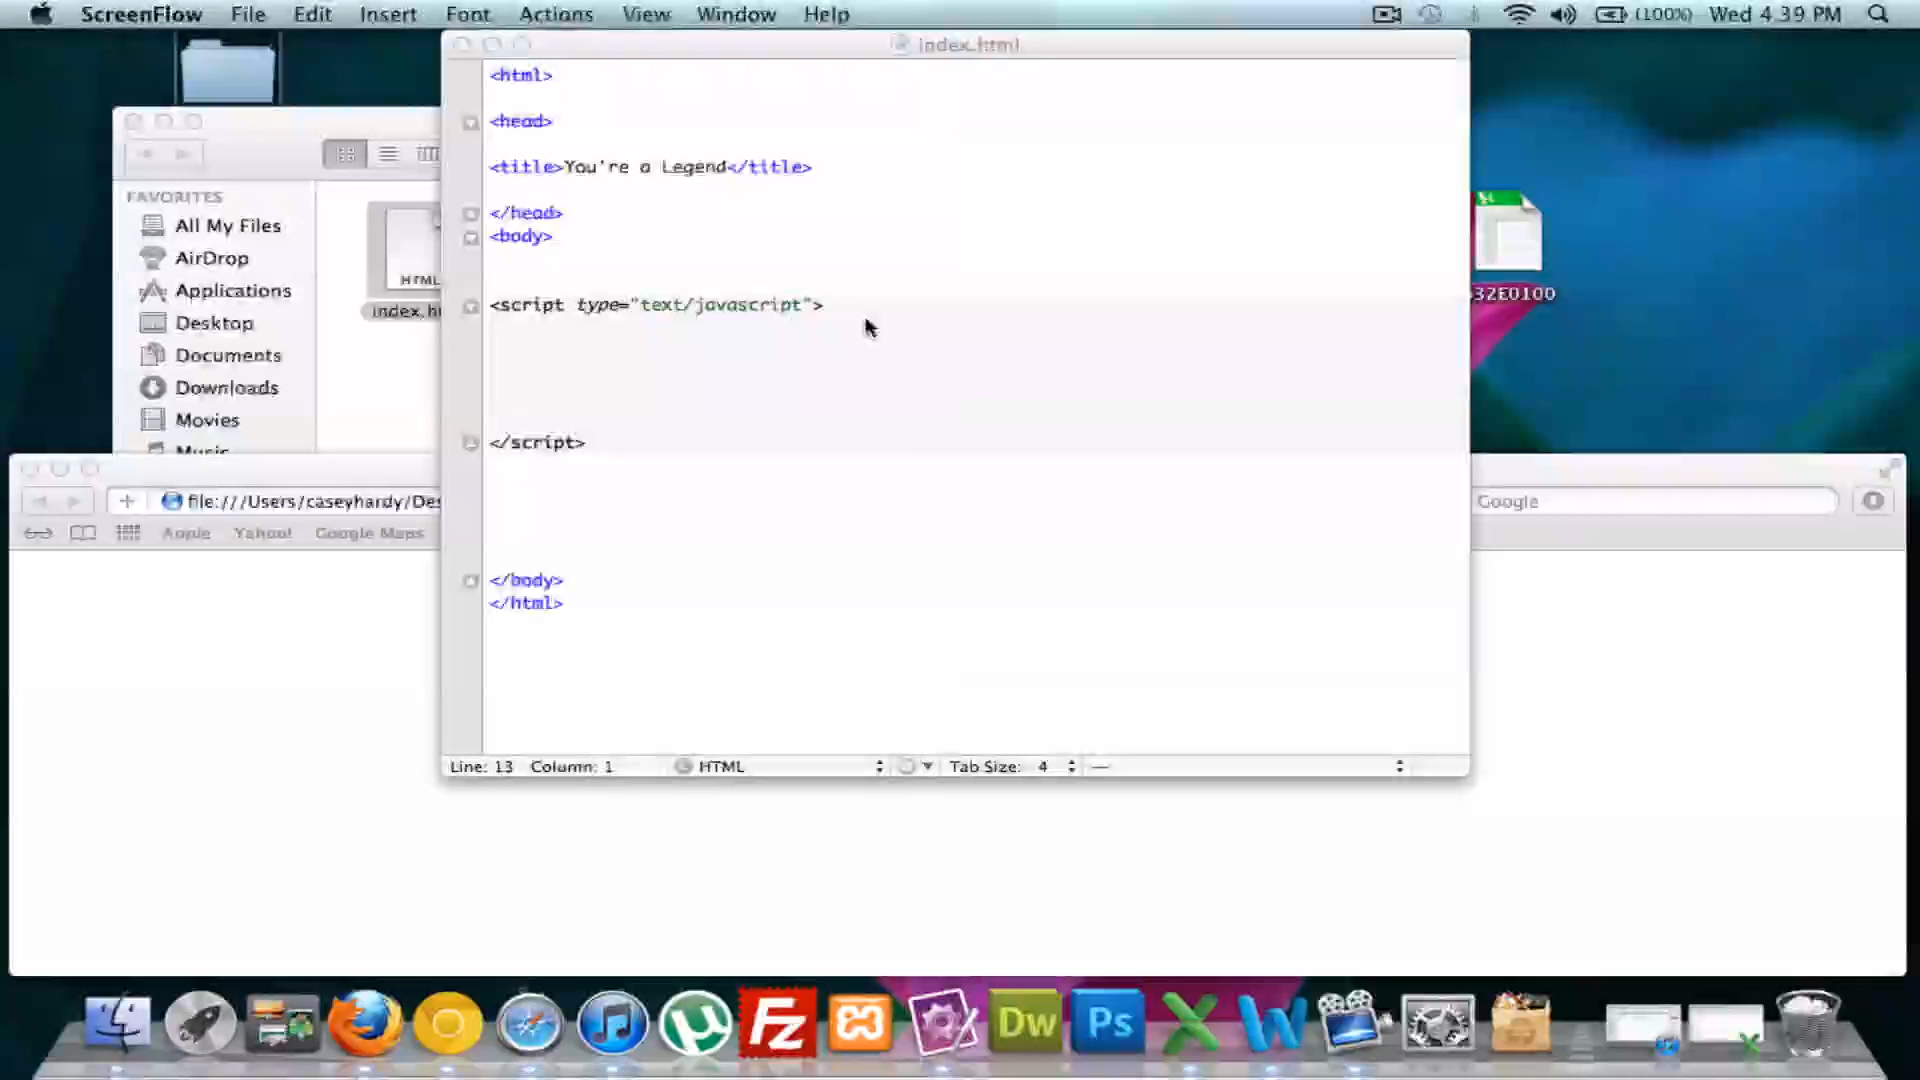 ScreenFlow File Edit Insert Font Actions View Window Help (100%) Wed 4:39 PM
index.html
<html>
<head>
<title>You're a Legend</title>
</head>
<body>
<script type="text/javascript">
</script>
</body>
</html>
Line: 13 Column: 1 HTML Tab Size: 4 —
FAVORITES
All My Files
AirDrop
Applications
Desktop
Documents
Downloads
Movies
Music
HTML
index.h
32E0100
file:///Users/caseyhardy/Des
Google
Apple Yahoo! Google Maps
Fz
Dw
Ps
X
W